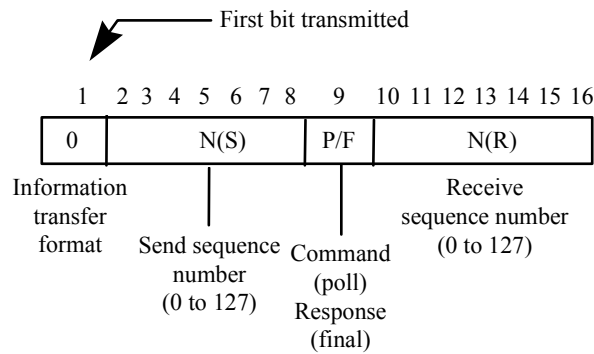 First bit transmitted
1 2 3 4 5 6 7 8 9 10 11 12 13 14 15 16
0 N(S) P/F N(R)
Information
transfer
format
Send sequence
number
(0 to 127)
Command
(poll)
Response
(final)
Receive
sequence number
(0 to 127)